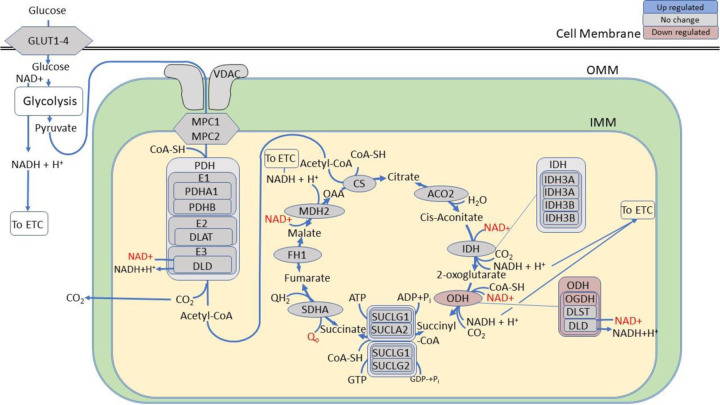 Glucose
GLUT1-4
Glucose
NAD+
Glycolysis
Pyruvate
NADH + H⁺
To ETC
Up regulated
No change
Down regulated
Cell Membrane
OMM
IMM
VDAC
MPC1
MPC2
CoA-SH
PDH
E1
PDHA1
PDHB
E2
DLAT
E3
DLD
NAD+
NADH+H⁺
CO₂
CO₂
Acetyl-CoA
To ETC
NADH + H⁺
Acetyl-CoA
CoA-SH
CS
OAA
MDH2
NAD+
Malate
FH1
Fumarate
QH₂
SDHA
Q₀
Succinate
Citrate
ACO2
H₂O
Cis-Aconitate
NAD+
IDH
CO₂
NADH + H⁺
2-oxoglutarate
CoA-SH
ODH
NAD+
NADH + H⁺
CO₂
ATP
ADP+Pᵢ
SUCLG1
SUCLA2
Succinyl
-CoA
CoA-SH
SUCLG1
SUCLG2
GTP
GDP-+Pᵢ
IDH
IDH3A
IDH3A
IDH3B
IDH3B
To ETC
ODH
OGDH
DLST
DLD
NAD+
NADH+H⁺